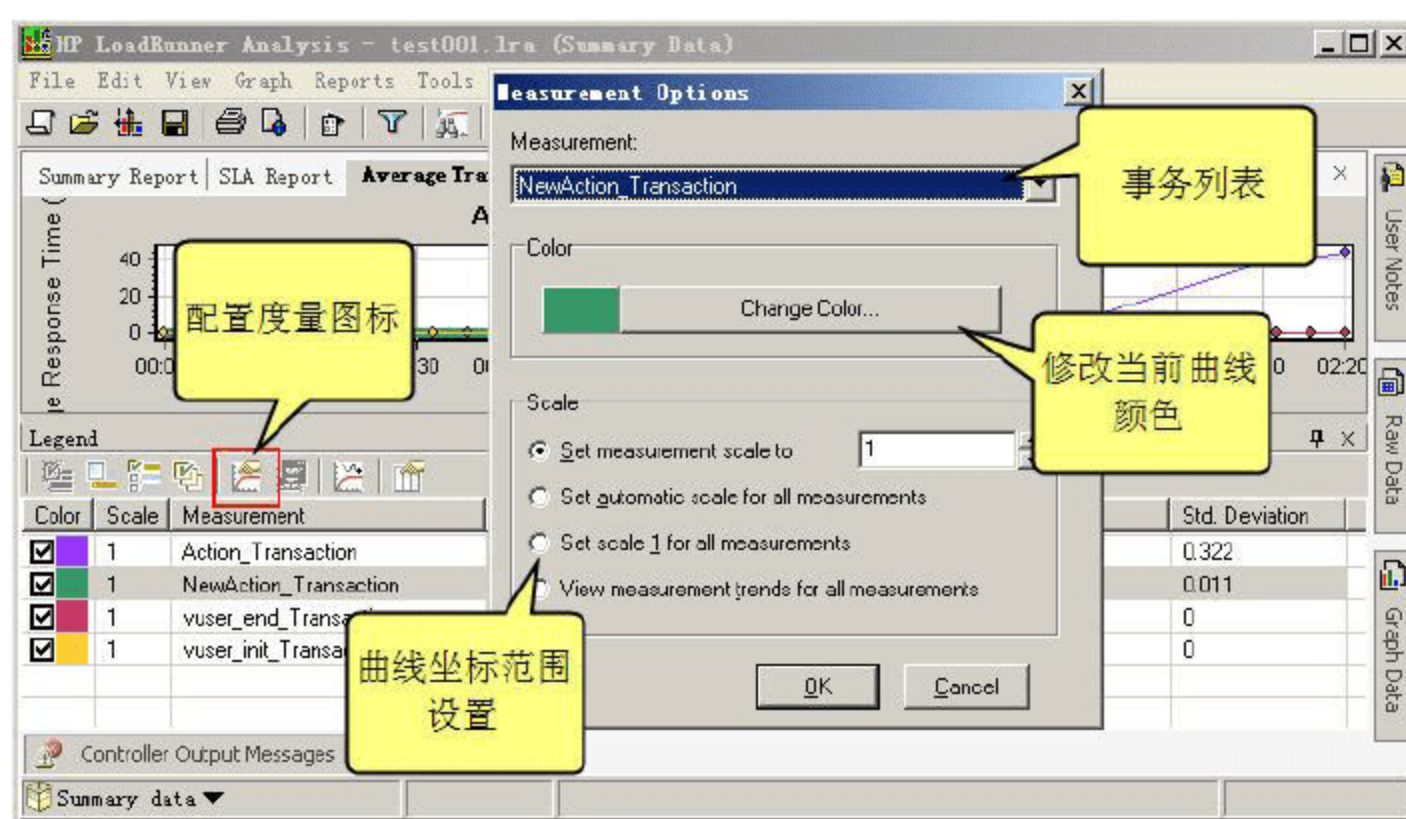 HP LoadRunner Analysis - test001.lra (Summary Data)
File Edit View Graph Reports Tools
Measurement Options
Measurement:
NewAction_Transaction
事务列表
Summary Report
SLA Report
Average Tra
A
e Response Time (
40
20
0
00:0
30
0
02:20
配置度量图标
Color
Change Color...
修改当前曲线
颜色
Scale
Set measurement scale to
1
Set automatic scale for all measurements
Set scale 1 for all measurements
View measurement trends for all measurements
曲线坐标范围
设置
OK
Cancel
Legend
Color Scale Measurement Std. Deviation
1 Action_Transaction 0.322
1 NewAction_Transaction 0.011
1 vuser_end_Transa 0
1 vuser_init_Transa 0
User Notes
Raw Data
Graph Data
Controller Output Messages
Summary data